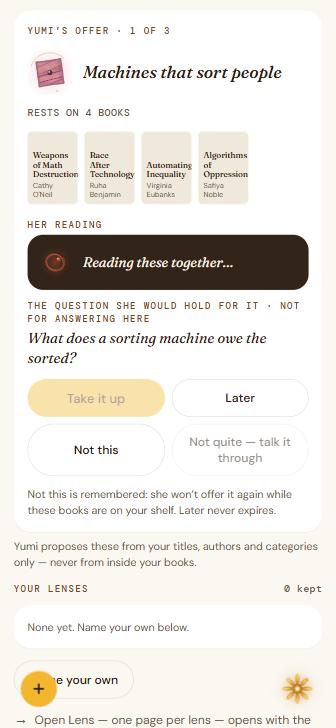 YUMI'S OFFER · 1 OF 3
Machines that sort people
RESTS ON 4 BOOKS
Weapons
of Math
Destruction
Cathy
O'Neil
Race
After
Technology
Ruha
Benjamin
Automating
Inequality
Virginia
Eubanks
Algorithms
of
Oppression
Safiya
Noble
HER READING
Reading these together…
THE QUESTION SHE WOULD HOLD FOR IT · NOT
FOR ANSWERING HERE
What does a sorting machine owe the
sorted?
Take it up
Later
Not this
Not quite — talk it
through
Not this is remembered: she won't offer it again while
these books are on your shelf. Later never expires.
Yumi proposes these from your titles, authors and categories
only — never from inside your books.
YOUR LENSES 0 kept
None yet. Name your own below.
+ e your own
→ Open Lens — one page per lens — opens with the